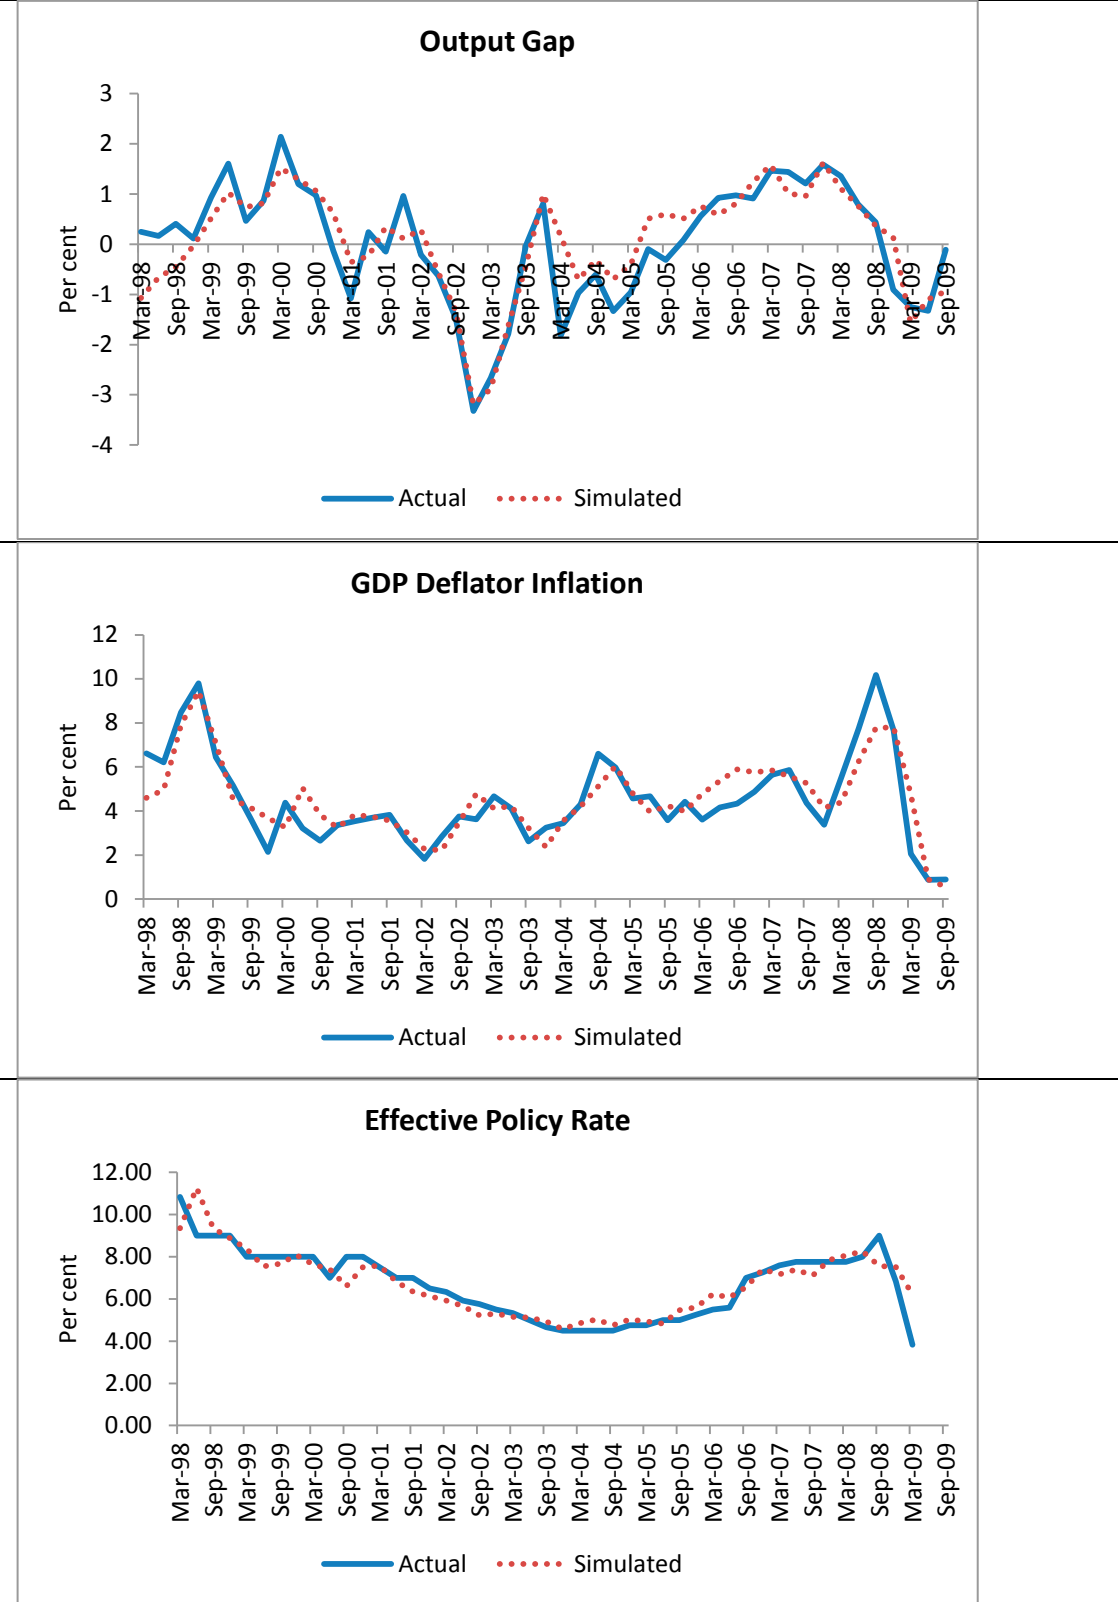 Output Gap
3
2
1
0
-1
-2
-3
-4
Per cent
Mar-98
Sep-98
Mar-99
Sep-99
Mar-00
Sep-00
Mar-01
Sep-01
Mar-02
Sep-02
Mar-03
Sep-03
Mar-04
Sep-04
Mar-05
Sep-05
Mar-06
Sep-06
Mar-07
Sep-07
Mar-08
Sep-08
Mar-09
Sep-09
Actual Simulated
GDP Deflator Inflation
12
10
8
6
4
2
0
Per cent
Mar-98
Sep-98
Mar-99
Sep-99
Mar-00
Sep-00
Mar-01
Sep-01
Mar-02
Sep-02
Mar-03
Sep-03
Mar-04
Sep-04
Mar-05
Sep-05
Mar-06
Sep-06
Mar-07
Sep-07
Mar-08
Sep-08
Mar-09
Sep-09
Actual Simulated
Effective Policy Rate
12.00
10.00
8.00
6.00
4.00
2.00
0.00
Per cent
Mar-98
Sep-98
Mar-99
Sep-99
Mar-00
Sep-00
Mar-01
Sep-01
Mar-02
Sep-02
Mar-03
Sep-03
Mar-04
Sep-04
Mar-05
Sep-05
Mar-06
Sep-06
Mar-07
Sep-07
Mar-08
Sep-08
Mar-09
Sep-09
Actual Simulated